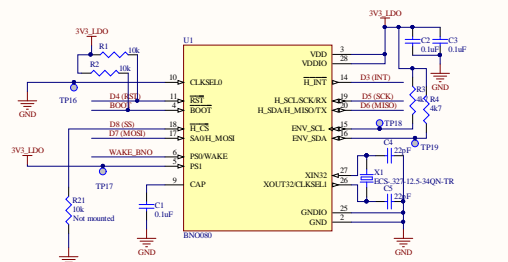 3V3_LDO
U1
3V3_LDO
R1
10k
R2
10k
C2
0.1uF
C3
0.1uF
3
VDD
28
VDDIO
10
CLKSEL0
H_INT
14
D3 (INT)
GND
TP16
GND
D4 (RST)
11
RST
BOOT
4
BOOT
H_SCL/SCK/RX
19
D5 (SCK)
H_SDA/H_MISO/TX
20
D6 (MISO)
R3
4k7
R4
4k7
D8 (SS)
18
H_CS
D7 (MOSI)
17
SA0/H_MOSI
ENV_SCL
15
TP18
ENV_SDA
16
TP19
3V3_LDO
WAKE_BNO
6
PS0/WAKE
5
PS1
TP17
C4
22pF
XIN32
27
X1
ECS-.327-12.5-34QN-TR
XOUT32/CLKSEL1
26
9
CAP
C5
22pF
R21
10k
Not mounted
C1
0.1uF
GNDIO
25
GND
2
BNO080
GND
GND
GND